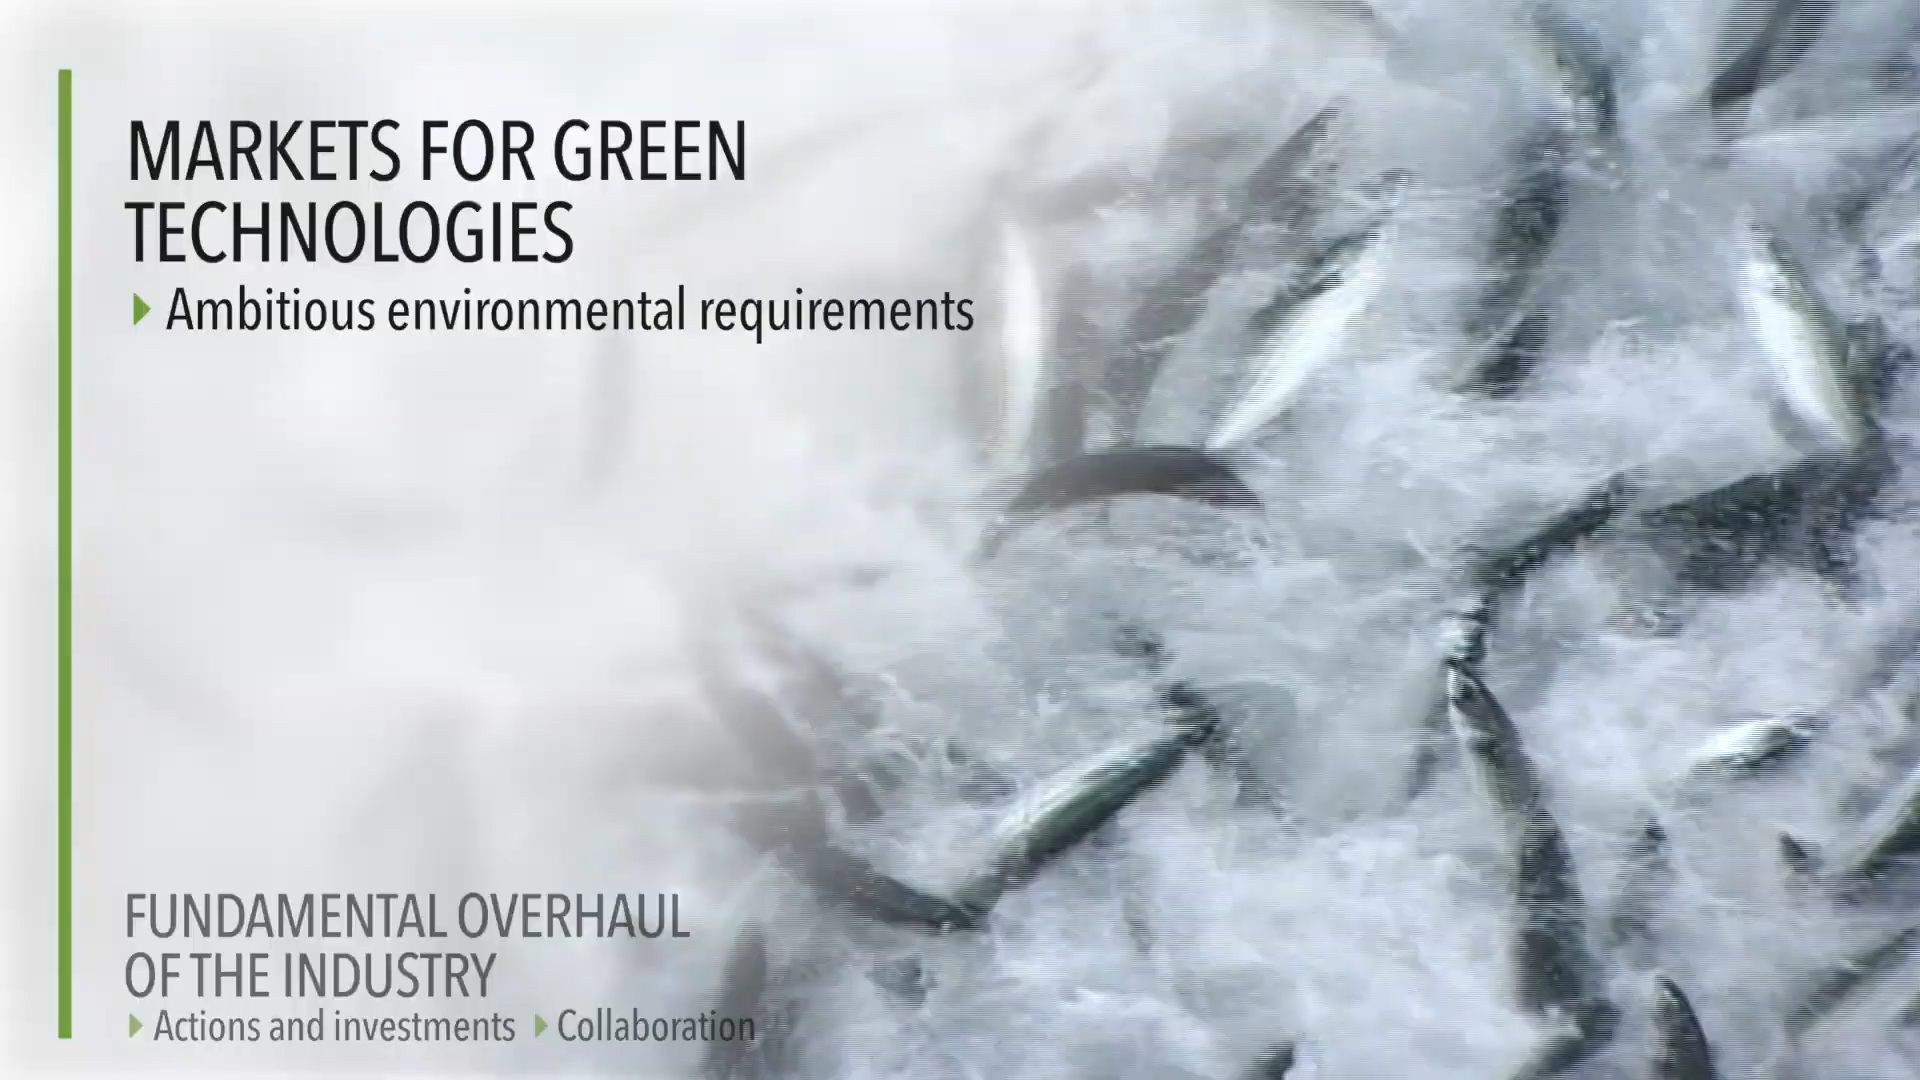 MARKETS FOR GREEN
TECHNOLOGIES
Ambitious environmental requirements
FUNDAMENTAL OVERHAUL
OF THE INDUSTRY
Actions and investments Collaboration